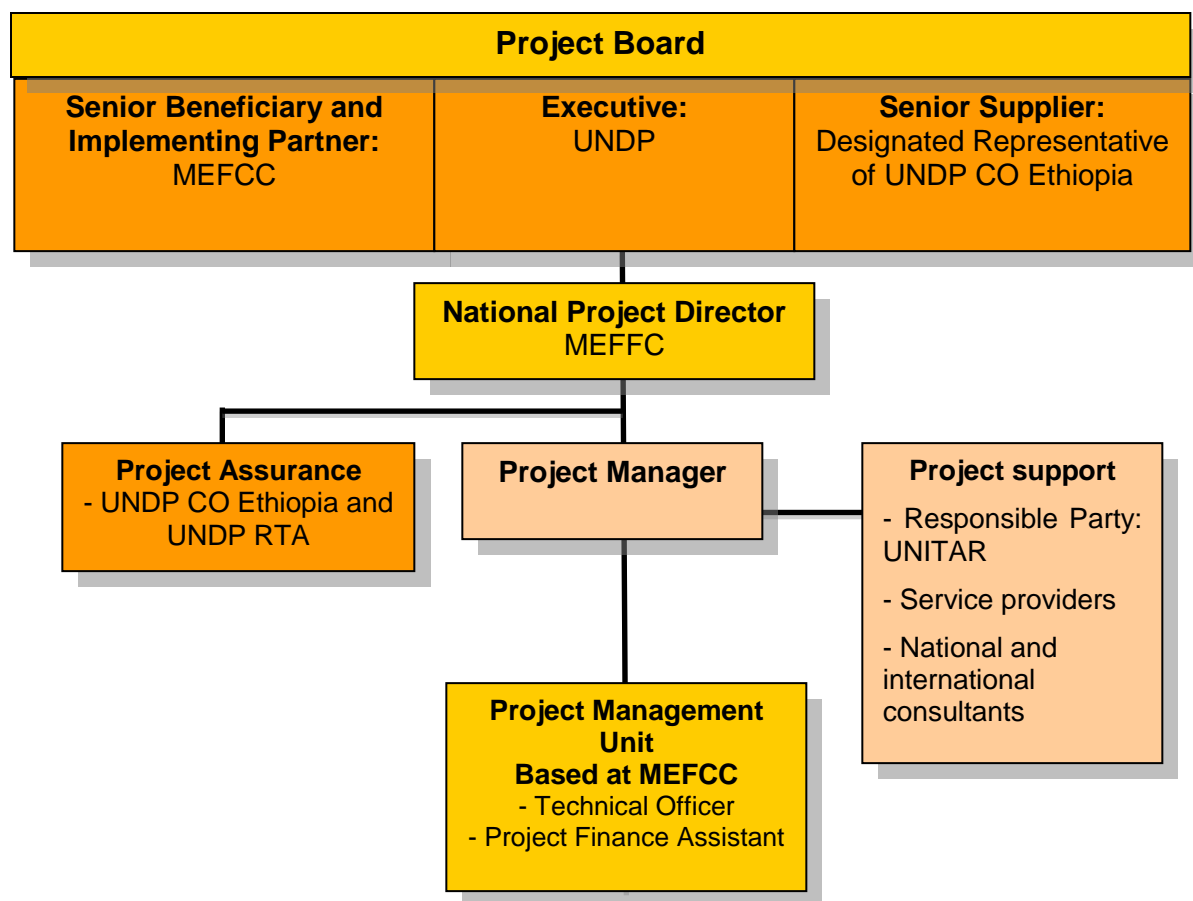 Project Board
Senior Beneficiary and
Implementing Partner:
MEFCC
Executive:
UNDP
Senior Supplier:
Designated Representative
of UNDP CO Ethiopia
National Project Director
MEFFC
Project Assurance
- UNDP CO Ethiopia and
UNDP RTA
Project Manager
Project support
- Responsible Party:
UNITAR
- Service providers
- National and
international
consultants
Project Management
Unit
Based at MEFCC
- Technical Officer
- Project Finance Assistant